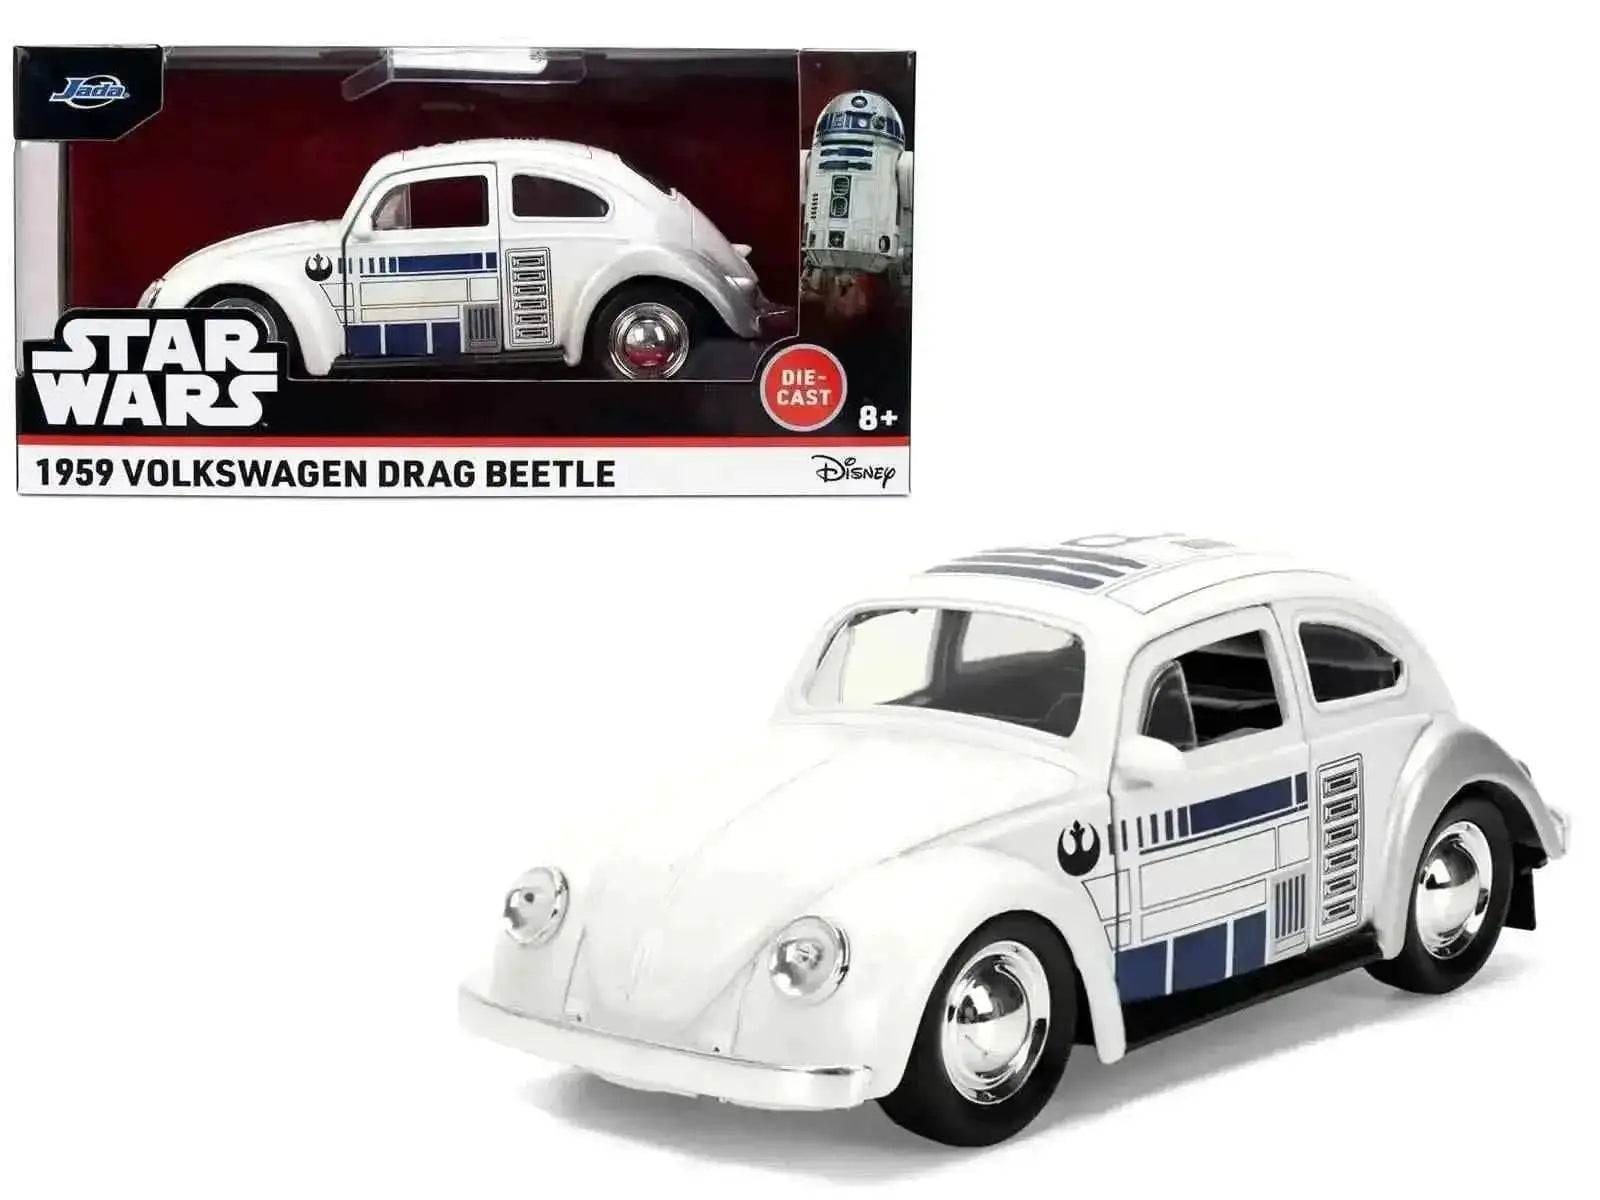 Jada
STAR
WARS
DIE-
CAST
8+
1959 VOLKSWAGEN DRAG BEETLE
Disney